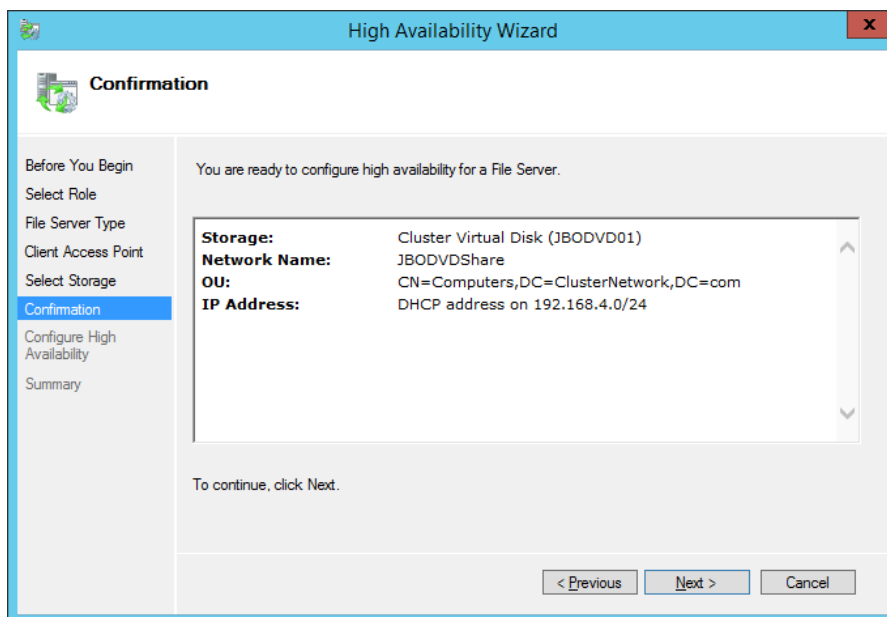 High Availability Wizard
x
Confirmation
Before You Begin
Select Role
File Server Type
Client Access Point
Select Storage
Confirmation
Configure High
Availability
Summary
You are ready to configure high availability for a File Server.
Storage: Cluster Virtual Disk (JBODVD01)
Network Name: JBODVDShare
OU: CN=Computers,DC=ClusterNetwork,DC=com
IP Address: DHCP address on 192.168.4.0/24
To continue, click Next.
< Previous Next > Cancel